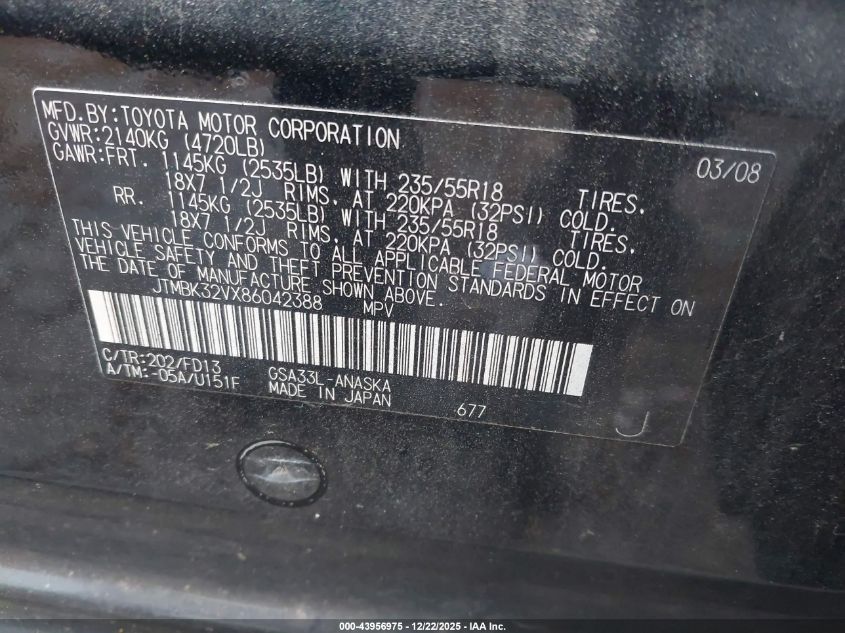 MFD.BY:TOYOTA MOTOR CORPORATION 03/08
GVWR:2140KG (4720LB)
GAWR:FRT. 1145KG (2535LB) WITH 235/55R18 TIRES,
18X7 1/2J RIMS, AT 220KPA (32PSI) COLD.
RR. 1145KG (2535LB) WITH 235/55R18 TIRES,
18X7 1/2J RIMS, AT 220KPA (32PSI) COLD.
THIS VEHICLE CONFORMS TO ALL APPLICABLE FEDERAL MOTOR
VEHICLE SAFETY AND THEFT PREVENTION STANDARDS IN EFFECT ON
THE DATE OF MANUFACTURE SHOWN ABOVE.
JTMBK32VX86042388 MPV
C/TR:202/FD13 GSA33L-ANASKA
A/TM:-05A/U151F MADE IN JAPAN 677 J
000-43956975 - 12/22/2025 - IAA Inc.